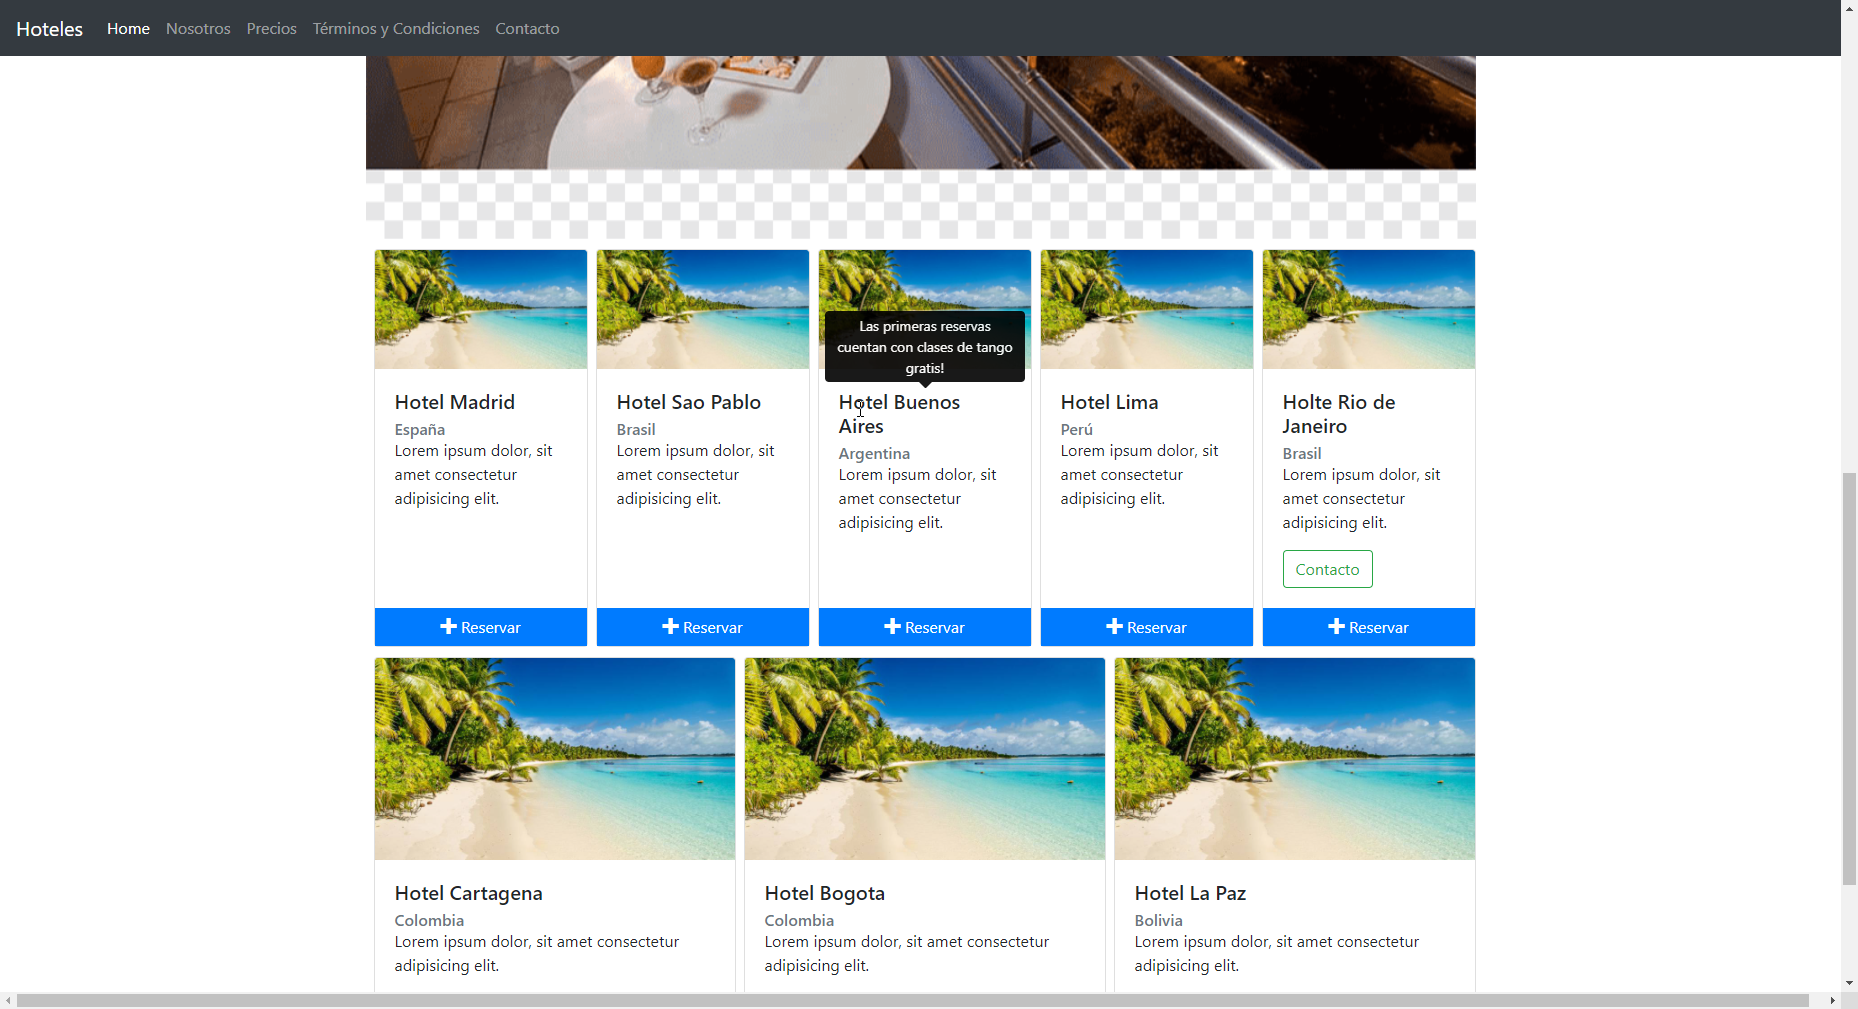 Hoteles Home Nosotros Precios Términos y Condiciones Contacto
Las primeras reservas
cuentan con clases de tango
gratis!
Hotel Madrid
España
Lorem ipsum dolor, sit
amet consectetur
adipisicing elit.
Reservar
Hotel Sao Pablo
Brasil
Lorem ipsum dolor, sit
amet consectetur
adipisicing elit.
Reservar
Hotel Buenos
Aires
Argentina
Lorem ipsum dolor, sit
amet consectetur
adipisicing elit.
Reservar
Hotel Lima
Perú
Lorem ipsum dolor, sit
amet consectetur
adipisicing elit.
Reservar
Holte Rio de
Janeiro
Brasil
Lorem ipsum dolor, sit
amet consectetur
adipisicing elit.
Contacto
Reservar
Hotel Cartagena
Colombia
Lorem ipsum dolor, sit amet consectetur
adipisicing elit.
Hotel Bogota
Colombia
Lorem ipsum dolor, sit amet consectetur
adipisicing elit.
Hotel La Paz
Bolivia
Lorem ipsum dolor, sit amet consectetur
adipisicing elit.